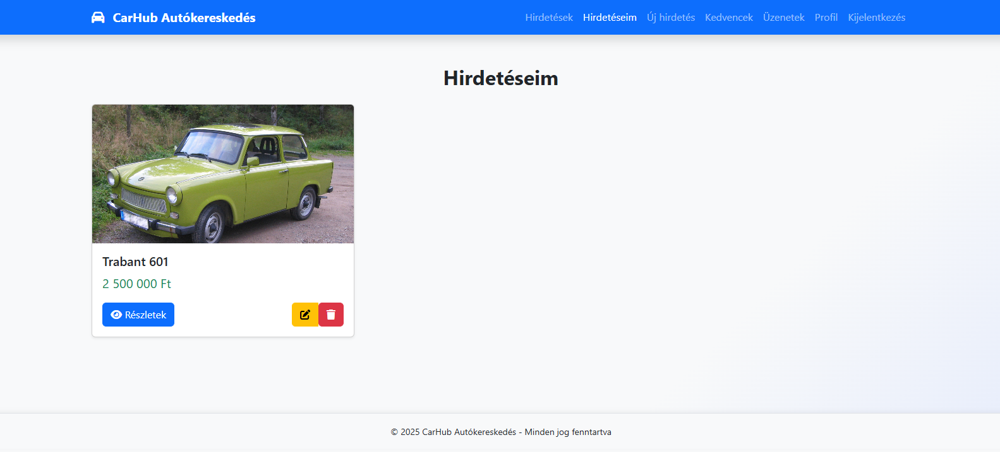 CarHub Autókereskedés
Hirdetések Hirdetéseim Új hirdetés Kedvencek Üzenetek Profil Kijelentkezés
Hirdetéseim
Trabant 601
2 500 000 Ft
Részletek
© 2025 CarHub Autókereskedés - Minden jog fenntartva